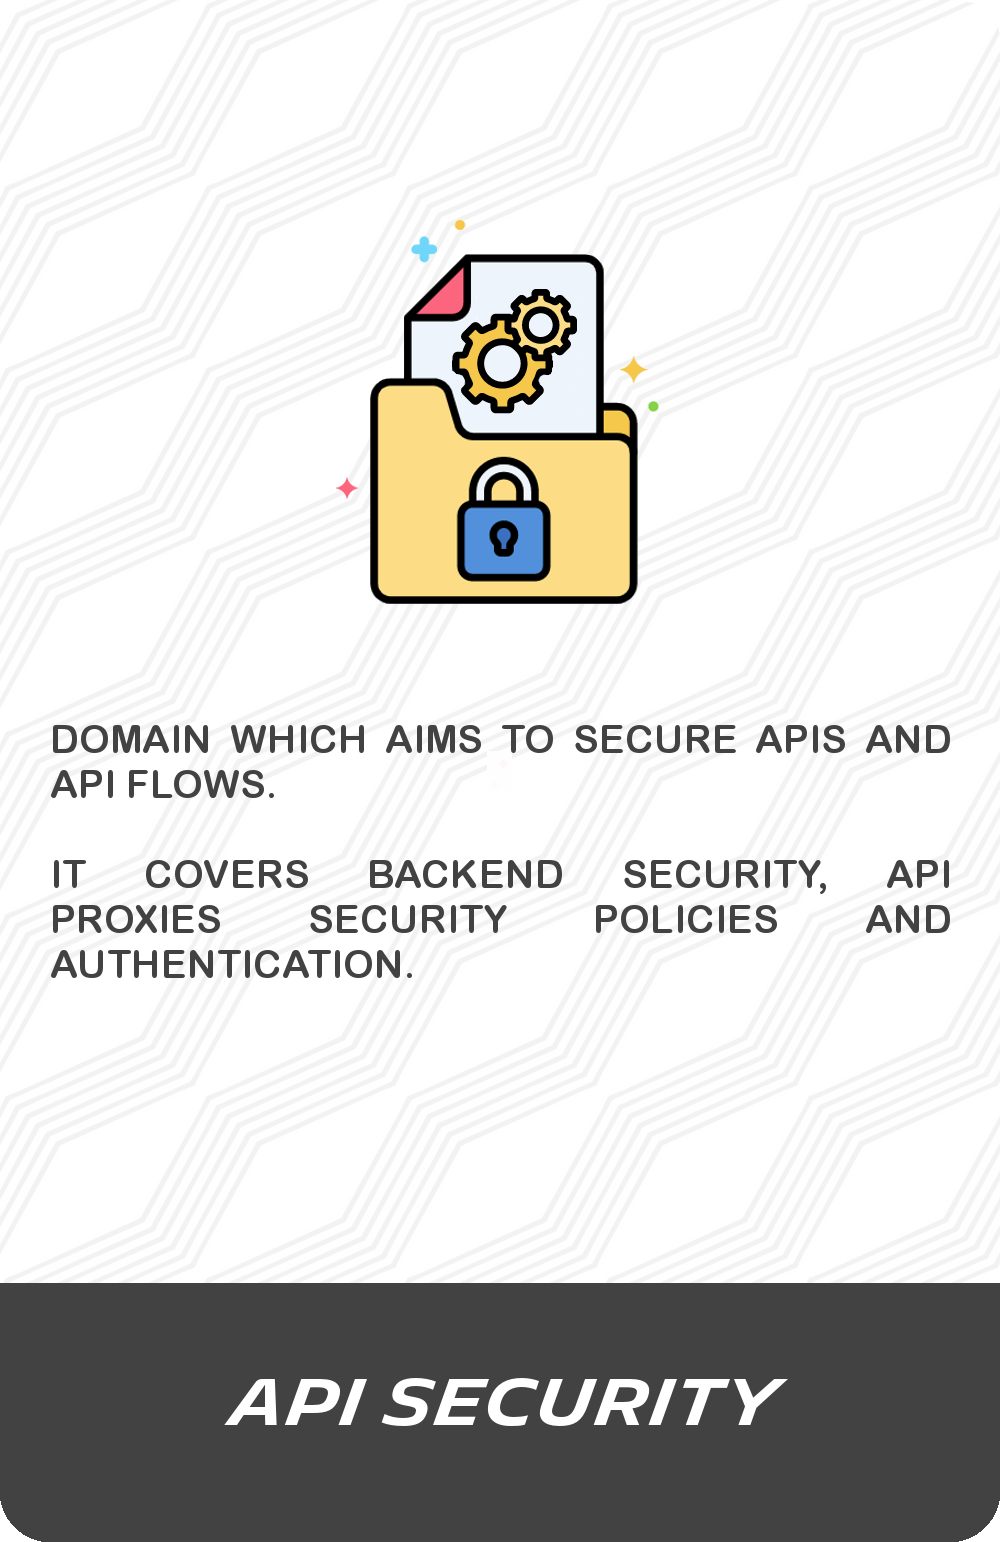 DOMAIN WHICH AIMS TO SECURE APIS AND
API FLOWS.
IT COVERS BACKEND SECURITY, API
PROXIES SECURITY POLICIES AND
AUTHENTICATION.
API SECURITY